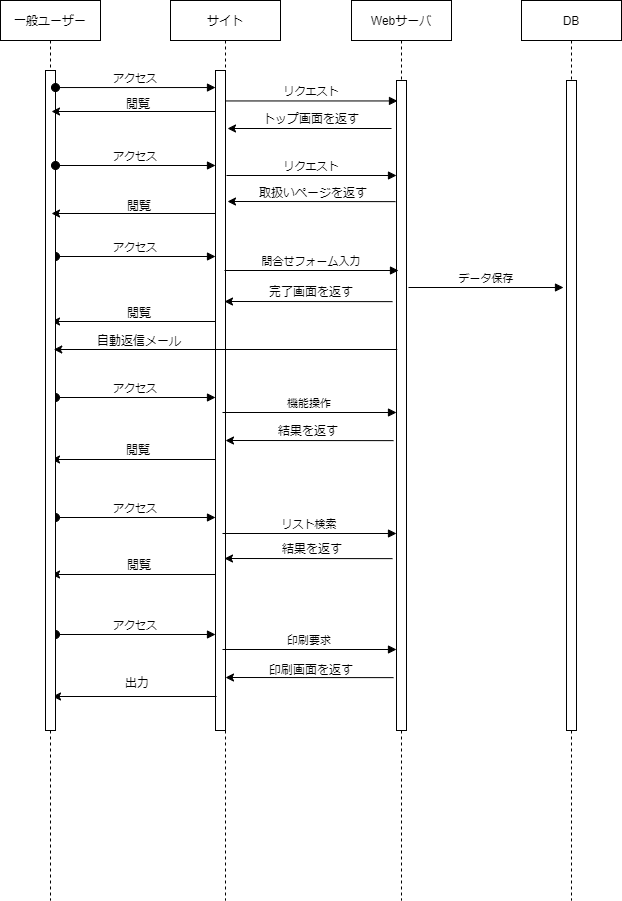 一般ユーザー
サイト
Webサーバ
DB
アクセス
リクエスト
閲覧
トップ画面を返す
アクセス
リクエスト
取扱いページを返す
閲覧
アクセス
問合せフォーム入力
データ保存
完了画面を返す
閲覧
自動返信メール
アクセス
機能操作
結果を返す
閲覧
アクセス
リスト検索
結果を返す
閲覧
アクセス
印刷要求
印刷画面を返す
出力